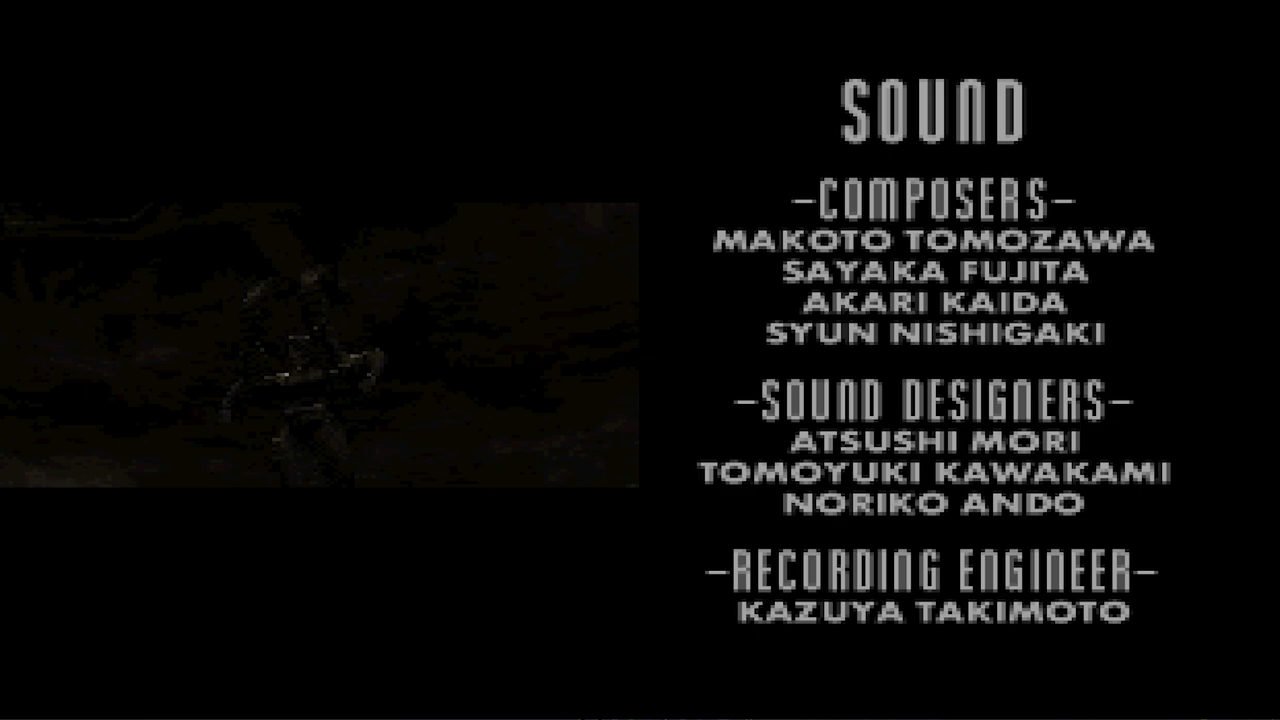 SOUND
-COMPOSERS-
MAKOTO TOMOZAWA
SAYAKA FUJITA
AKARI KAIDA
SYUN NISHIGAKI
-SOUND DESIGNERS-
ATSUSHI MORI
TOMOYUKI KAWAKAMI
NORIKO ANDO
-RECORDING ENGINEER-
KAZUYA TAKIMOTO